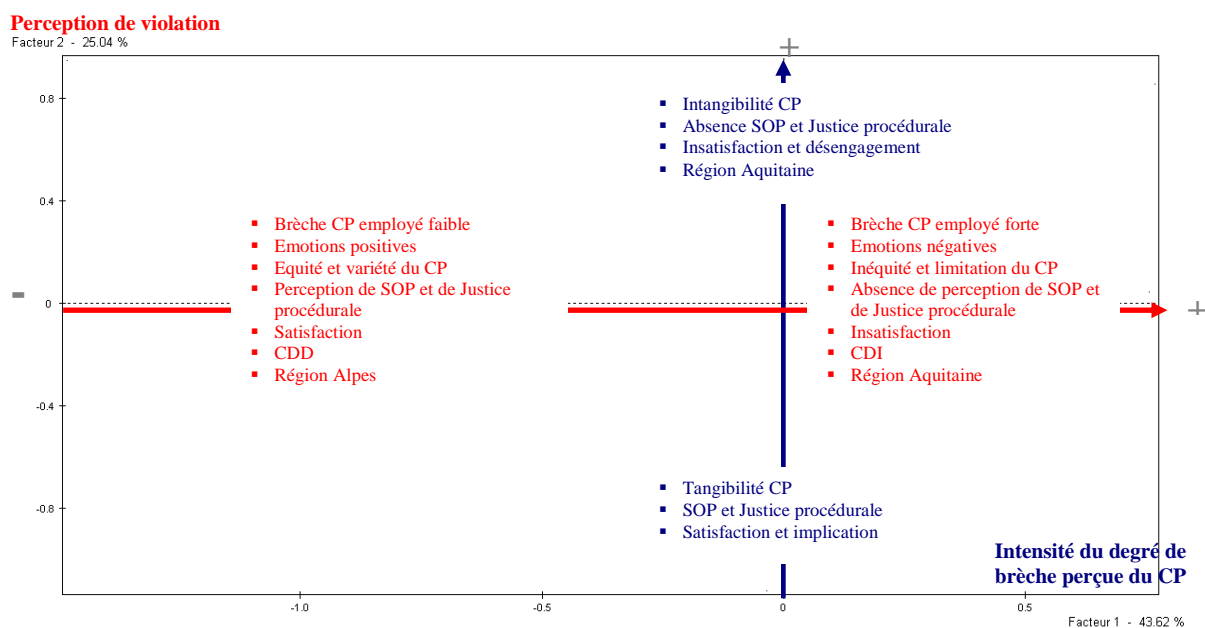 Perception de violation
Facteur 2 - 25.04 %
+
0.8
▪ Intangibilité CP
▪ Absence SOP et Justice procédurale
▪ Insatisfaction et désengagement
▪ Région Aquitaine
0.4
▪ Brèche CP employé faible
▪ Emotions positives
▪ Equité et variété du CP
▪ Perception de SOP et de Justice
procédurale
▪ Satisfaction
▪ CDD
▪ Région Alpes
▪ Brèche CP employé forte
▪ Emotions négatives
▪ Inéquité et limitation du CP
▪ Absence de perception de SOP et
de Justice procédurale
▪ Insatisfaction
▪ CDI
▪ Région Aquitaine
-
0
+
-0.4
▪ Tangibilité CP
▪ SOP et Justice procédurale
▪ Satisfaction et implication
-0.8
Intensité du degré de
brèche perçue du CP
-1.0
-0.5
0
0.5
Facteur 1 - 43.62 %